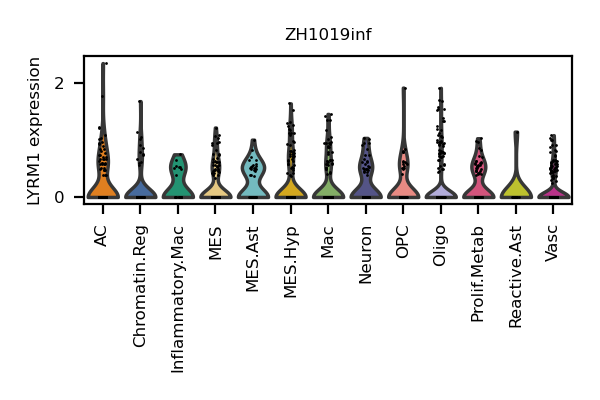 ZH1019inf
LYRM1 expression
2
0
AC
Chromatin.Reg
Inflammatory.Mac
MES
MES.Ast
MES.Hyp
Mac
Neuron
OPC
Oligo
Prolif.Metab
Reactive.Ast
Vasc